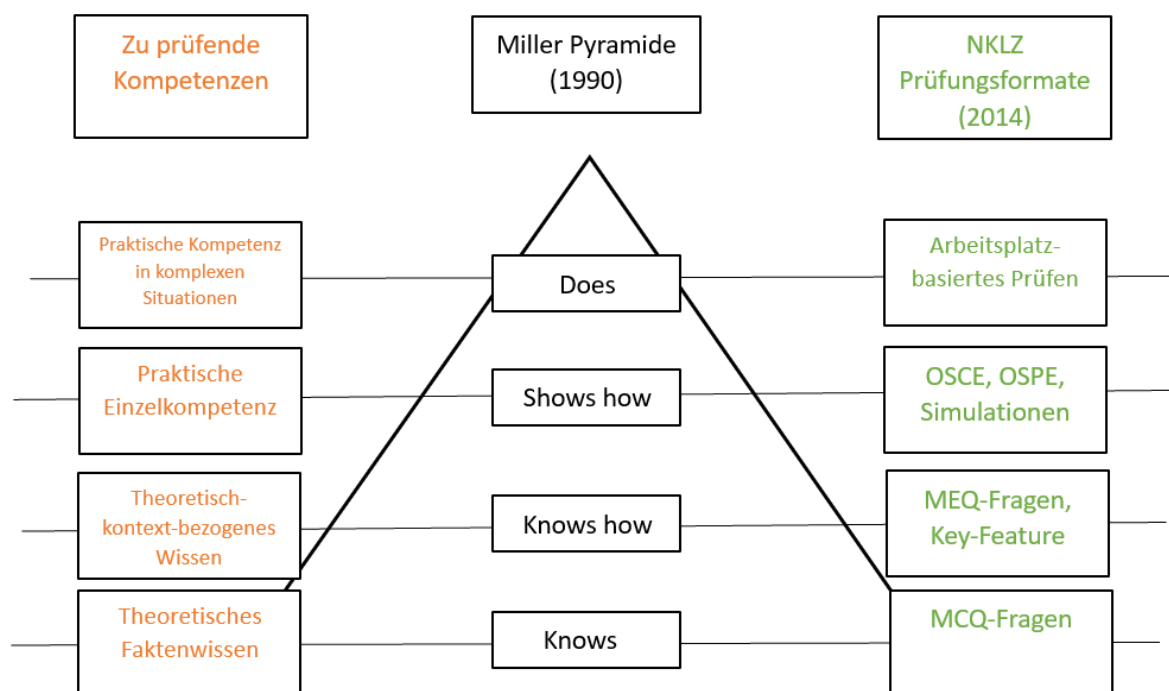 Zu prüfende
Kompetenzen
Miller Pyramide
(1990)
NKLZ
Prüfungsformate
(2014)
Praktische Kompetenz
in komplexen
Situationen
Does
Arbeitsplatz-
basiertes Prüfen
Praktische
Einzelkompetenz
Shows how
OSCE, OSPE,
Simulationen
Theoretisch-
kontext-bezogenes
Wissen
Knows how
MEQ-Fragen,
Key-Feature
Theoretisches
Faktenwissen
Knows
MCQ-Fragen